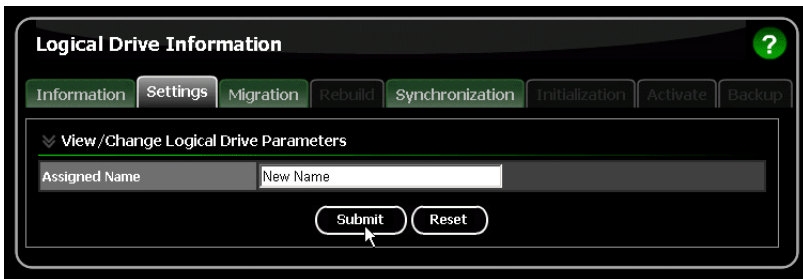 Logical Drive Information
?
Information Settings Migration Rebuild Synchronization Initialization Activate Backup
View/Change Logical Drive Parameters
Assigned Name New Name
Submit Reset